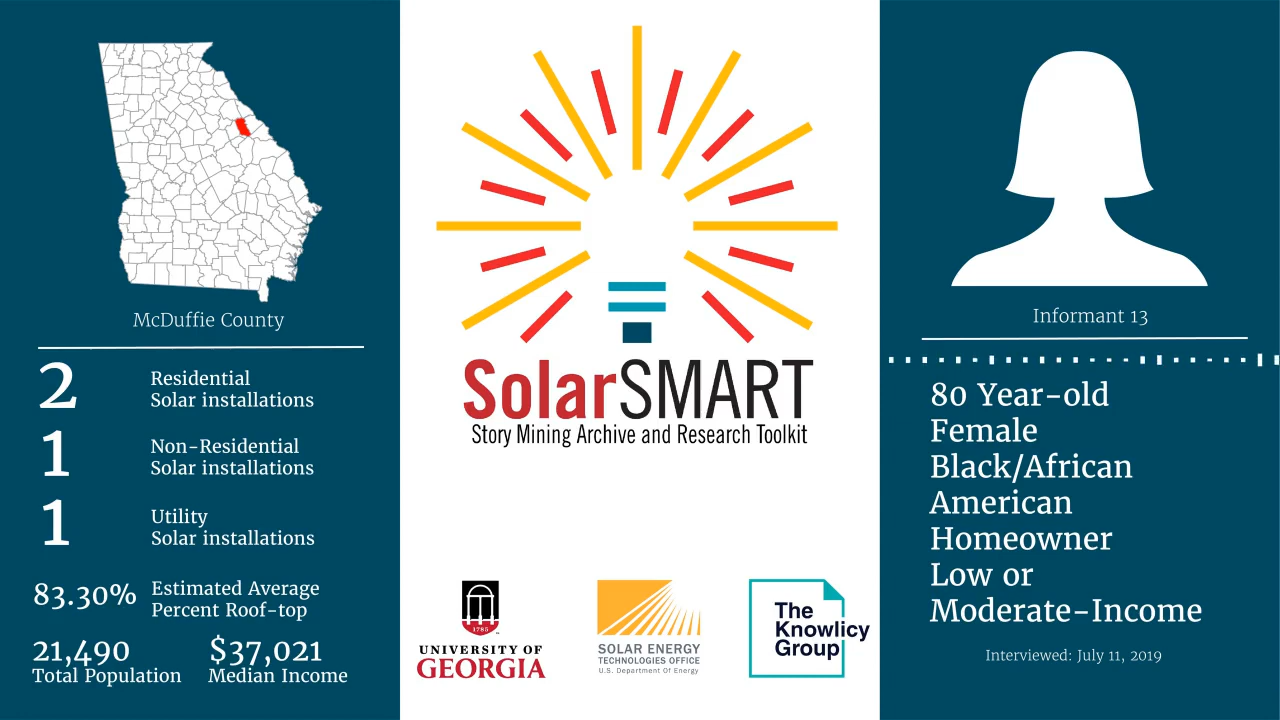 McDuffie County
2
Residential
Solar installations
1
Non-Residential
Solar installations
1
Utility
Solar installations
83.30%
Estimated Average
Percent Roof-top
21,490
Total Population
$37,021
Median Income
SolarSMART
Story Mining Archive and Research Toolkit
1785
UNIVERSITY OF
GEORGIA
SOLAR ENERGY
TECHNOLOGIES OFFICE
U.S. Department Of Energy
The
Knowlicy
Group
Informant 13
80 Year-old
Female
Black/African
American
Homeowner
Low or
Moderate-Income
Interviewed: July 11, 2019